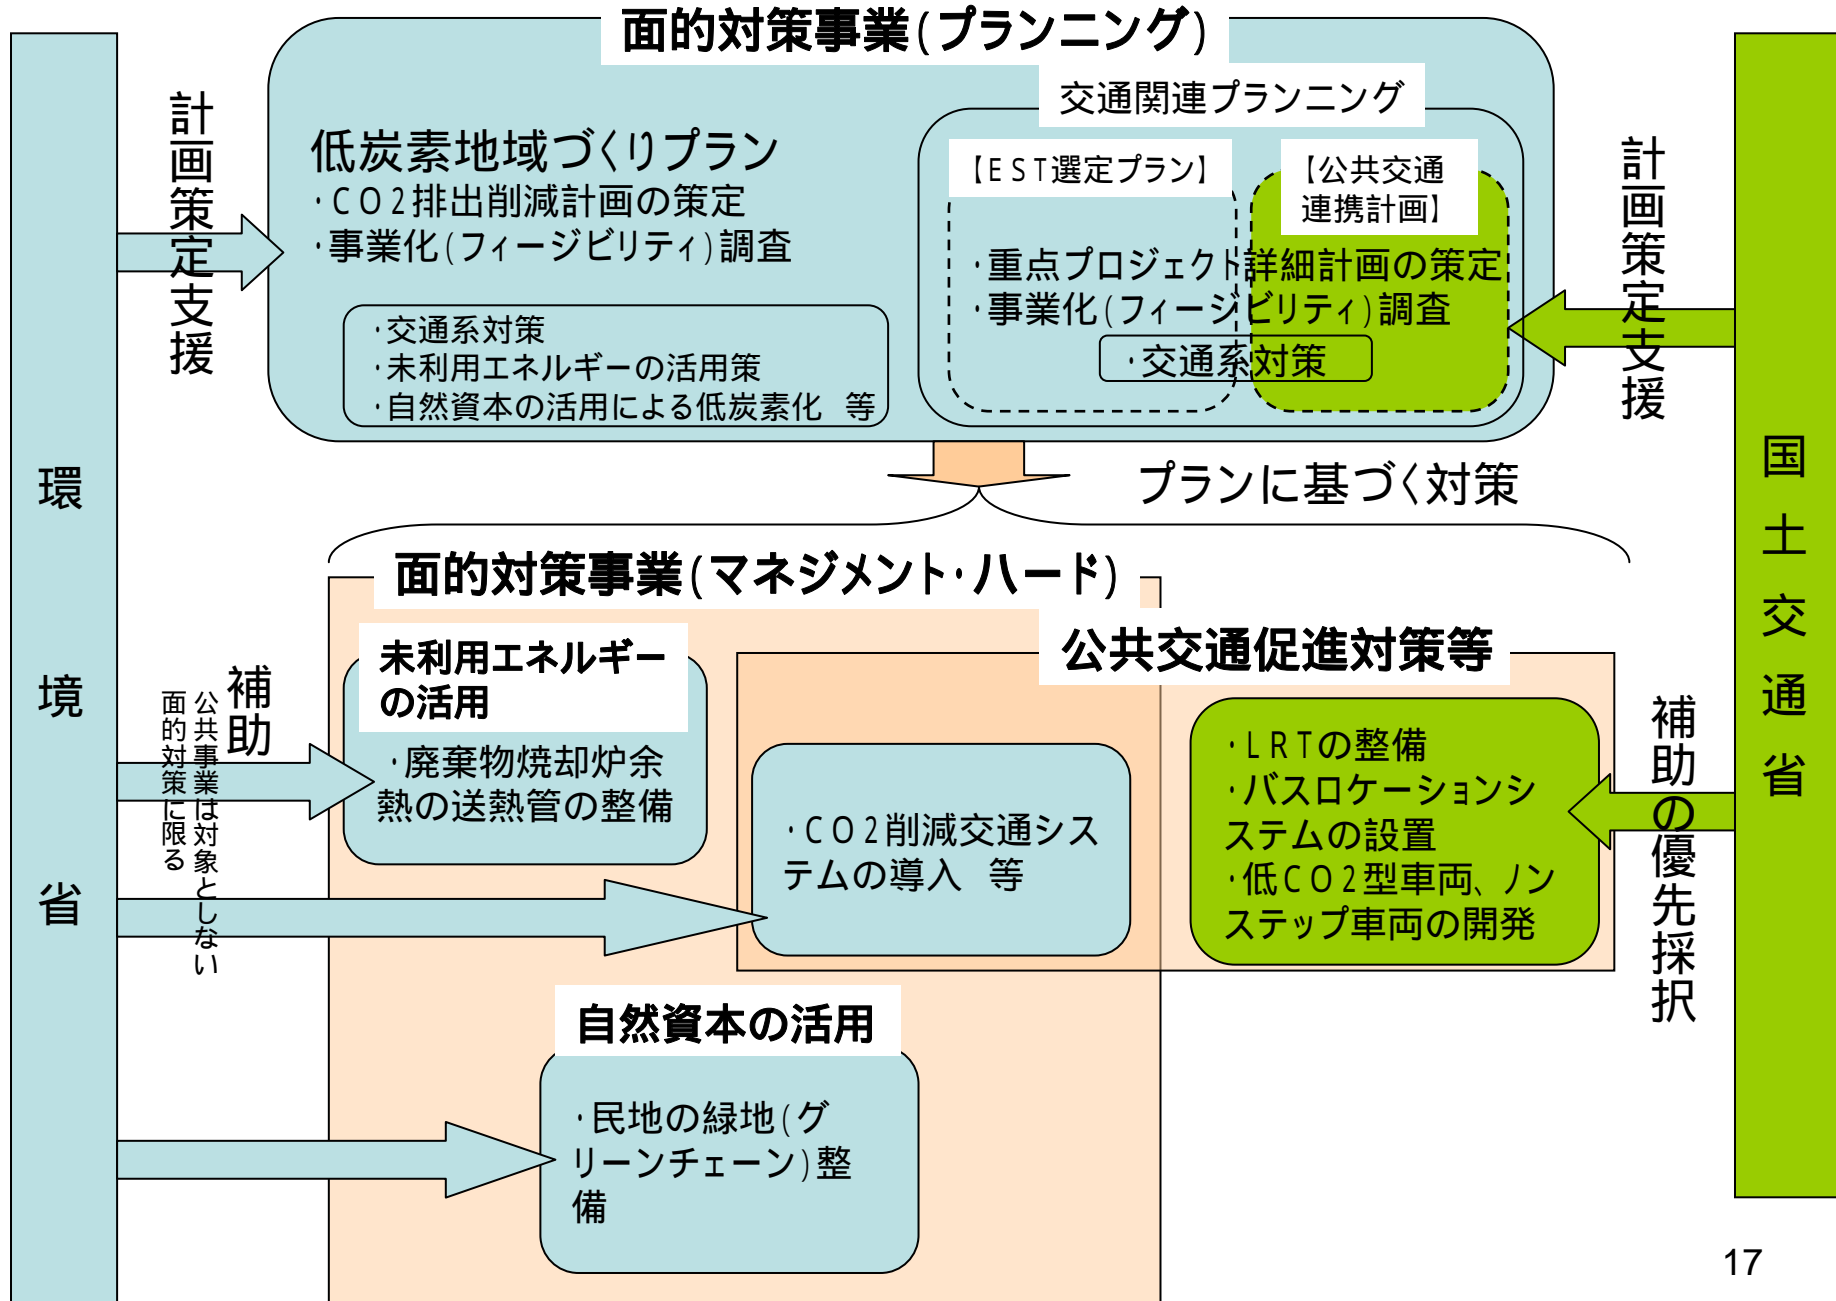 面的対策事業(プランニング)
交通関連プランニング
計画策定支援
低炭素地域づくりプラン
・CO2排出削減計画の策定
・事業化(フィージビリティ)調査
・交通系対策
・未利用エネルギーの活用策
・自然資本の活用による低炭素化 等
【EST選定プラン】
【公共交通
連携計画】
・重点プロジェクト詳細計画の策定
・事業化(フィージビリティ)調査
・交通系対策
計画策定支援
環境省
国土交通省
プランに基づく対策
面的対策事業(マネジメント・ハード)
公共交通促進対策等
補助
公共事業は対象としない
面的対策に限る
未利用エネルギー
の活用
・廃棄物焼却炉余
熱の送熱管の整備
・CO2削減交通シス
テムの導入 等
・LRTの整備
・バスロケーションシ
ステムの設置
・低CO2型車両、ノン
ステップ車両の開発
補助の優先採択
自然資本の活用
・民地の緑地(グ
リーンチェーン)整
備
17